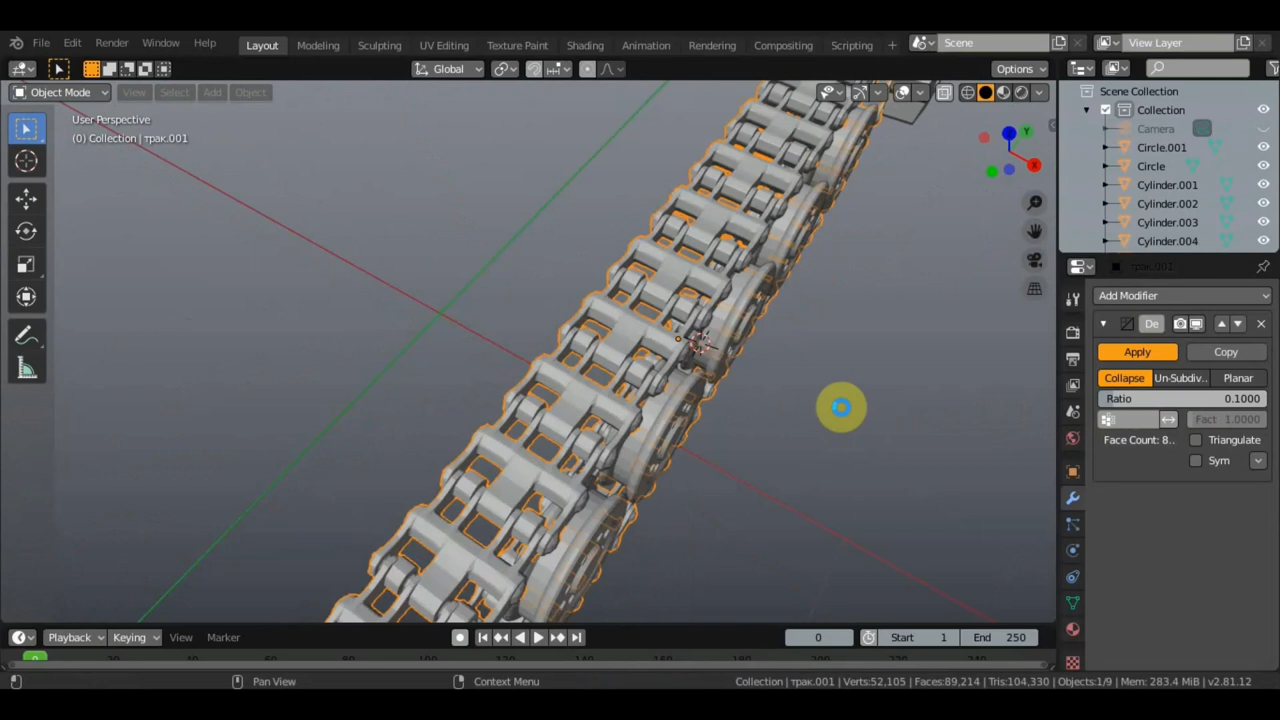 File Edit Render Window Help Layout Modeling Sculpting UV Editing Texture Paint Shading Animation Rendering Compositing Scripting + Scene View Layer
Global Options
Object Mode View Select Add Object
User Perspective
(0) Collection | трак.001
Y
X
Scene Collection
Collection
Camera
Circle.001
Circle
Cylinder.001
Cylinder.002
Cylinder.003
Cylinder.004
трак.001
Add Modifier
De
Apply Copy
Collapse Un-Subdiv.. Planar
Ratio 0.1000
Fact 1.0000
Face Count: 8.. Triangulate
Sym
Playback Keying View Marker 0 Start 1 End 250
0
Pan View Context Menu Collection | трак.001 | Verts:52,105 | Faces:89,214 | Tris:104,330 | Objects:1/9 | Mem: 283.4 MiB | v2.81.12